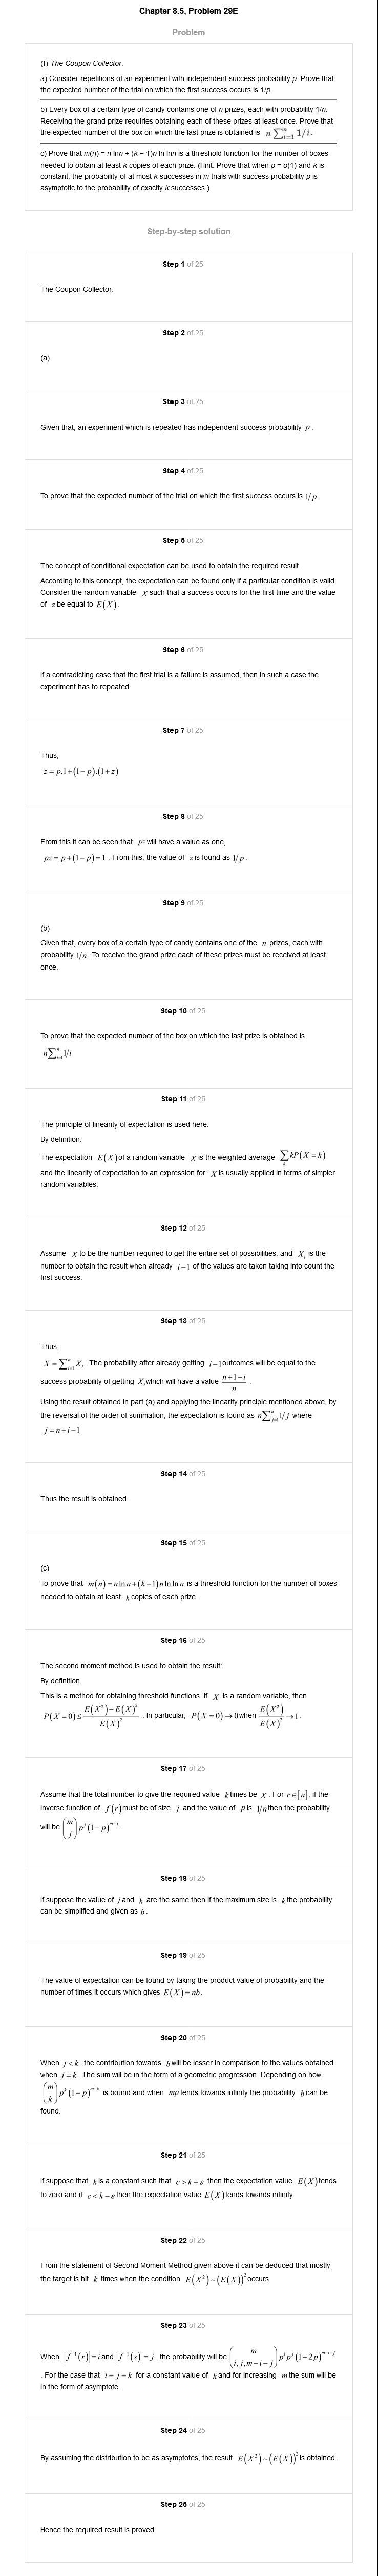 Chapter 8.5, Problem 29E
Problem
(!) The Coupon Collector.
a) Consider repetitions of an experiment with independent success probability p. Prove that
the expected number of the trial on which the first success occurs is 1/p.
b) Every box of a certain type of candy contains one of n prizes, each with probability 1/n.
Receiving the grand prize requiries obtaining each of these prizes at least once. Prove that
the expected number of the box on which the last prize is obtained is n ∑_{i=1}^{n} 1/i.
c) Prove that m(n) = n lnn + (k − 1)n ln lnn is a threshold function for the number of boxes
needed to obtain at least k copies of each prize. (Hint: Prove that when p = o(1) and k is
constant, the probability of at most k successes in m trials with success probability p is
asymptotic to the probability of exactly k successes.)
Step-by-step solution
Step 1 of 25
The Coupon Collector.
Step 2 of 25
(a)
Step 3 of 25
Given that, an experiment which is repeated has independent success probability p.
Step 4 of 25
To prove that the expected number of the trial on which the first success occurs is 1/p.
Step 5 of 25
The concept of conditional expectation can be used to obtain the required result.
According to this concept, the expectation can be found only if a particular condition is valid.
Consider the random variable X such that a success occurs for the first time and the value
of z be equal to E(X).
Step 6 of 25
If a contradicting case that the first trial is a failure is assumed, then in such a case the
experiment has to repeated.
Step 7 of 25
Thus,
z = p.1+(1−p).(1+z)
Step 8 of 25
From this it can be seen that pz will have a value as one,
pz = p+(1−p)=1 . From this, the value of z is found as 1/p.
Step 9 of 25
(b)
Given that, every box of a certain type of candy contains one of the n prizes, each with
probability 1/n. To receive the grand prize each of these prizes must be received at least
once.
Step 10 of 25
To prove that the expected number of the box on which the last prize is obtained is
n∑_{i=1}^{n} 1/i
Step 11 of 25
The principle of linearity of expectation is used here:
By definition:
The expectation E(X) of a random variable X is the weighted average ∑_k kP(X = k)
and the linearity of expectation to an expression for X is usually applied in terms of simpler
random variables.
Step 12 of 25
Assume X to be the number required to get the entire set of possibilities, and X_i is the
number to obtain the result when already i−1 of the values are taken taking into count the
first success.
Step 13 of 25
Thus,
X = ∑_{i=1}^{n} X_i. The probability after already getting i−1 outcomes will be equal to the
success probability of getting X_i which will have a value (n+1−i)/n .
Using the result obtained in part (a) and applying the linearity principle mentioned above, by
the reversal of the order of summation, the expectation is found as n∑_{j=1}^{n} 1/j where
j = n+i−1.
Step 14 of 25
Thus the result is obtained.
Step 15 of 25
(c)
To prove that m(n) = n ln n + (k−1) n ln ln n is a threshold function for the number of boxes
needed to obtain at least k copies of each prize.
Step 16 of 25
The second moment method is used to obtain the result:
By definition,
This is a method for obtaining threshold functions. If X is a random variable, then
P(X = 0) ≤ (E(X²)−E(X)²)/E(X)² . In particular, P(X = 0) → 0 when E(X²)/E(X)² → 1.
Step 17 of 25
Assume that the total number to give the required value k times be X. For r ∈ [n], if the
inverse function of f(r) must be of size j and the value of p is 1/n then the probability
will be (m j) p^j (1−p)^{m−j}.
Step 18 of 25
If suppose the value of j and k are the same then if the maximum size is k the probability
can be simplified and given as b.
Step 19 of 25
The value of expectation can be found by taking the product value of probability and the
number of times it occurs which gives E(X) = nb.
Step 20 of 25
When j < k, the contribution towards b will be lesser in comparison to the values obtained
when j = k. The sum will be in the form of a geometric progression. Depending on how
(m k) p^k (1−p)^{m−k} is bound and when mp tends towards infinity the probability b can be
found.
Step 21 of 25
If suppose that k is a constant such that c > k + ε then the expectation value E(X) tends
to zero and if c < k − ε then the expectation value E(X) tends towards infinity.
Step 22 of 25
From the statement of Second Moment Method given above it can be deduced that mostly
the target is hit k times when the condition E(X²) ~ (E(X))² occurs.
Step 23 of 25
When |f⁻¹(r)| = i and |f⁻¹(s)| = j, the probability will be (m i, j, m−i−j) p^i p^j (1−2p)^{m−i−j}
. For the case that i = j = k for a constant value of k and for increasing m the sum will be
in the form of asymptote.
Step 24 of 25
By assuming the distribution to be as asymptotes, the result E(X²) ~ (E(X))² is obtained.
Step 25 of 25
Hence the required result is proved.